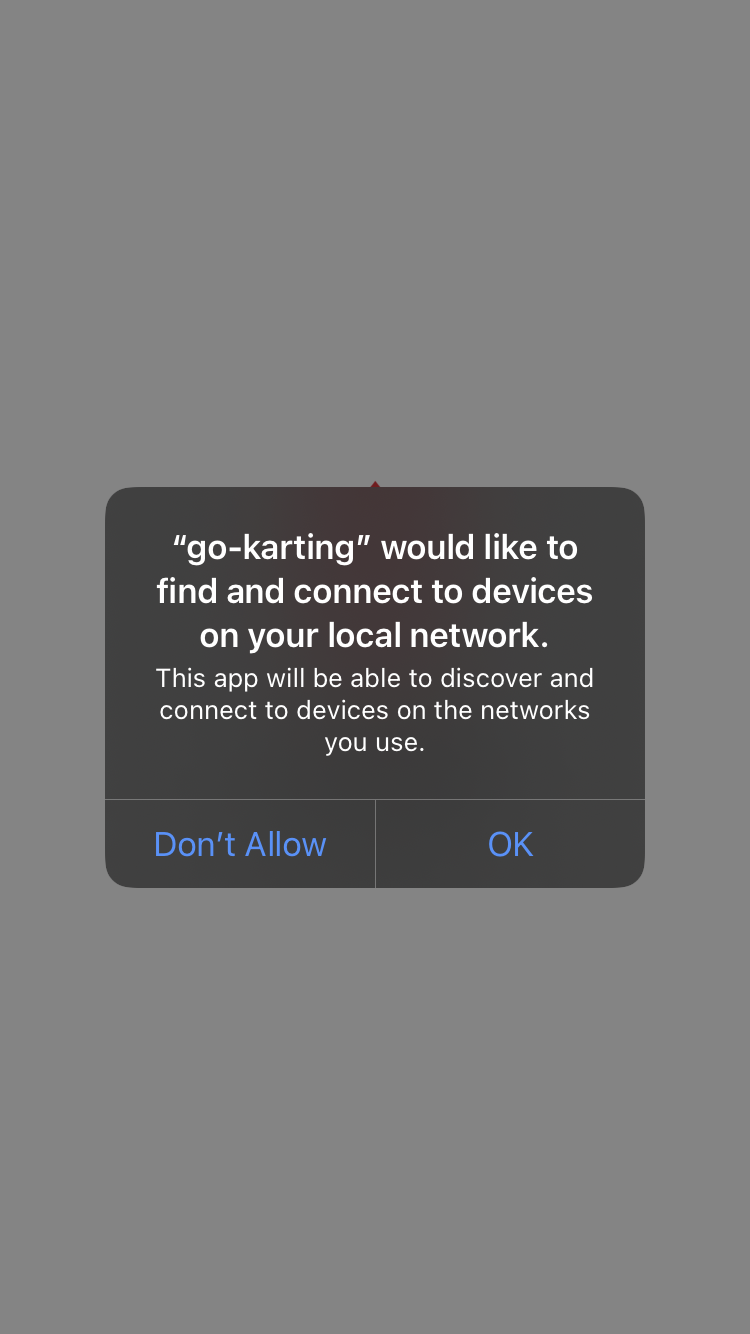 “go-karting” would like to
find and connect to devices
on your local network.
This app will be able to discover and
connect to devices on the networks
you use.
Don’t Allow
OK